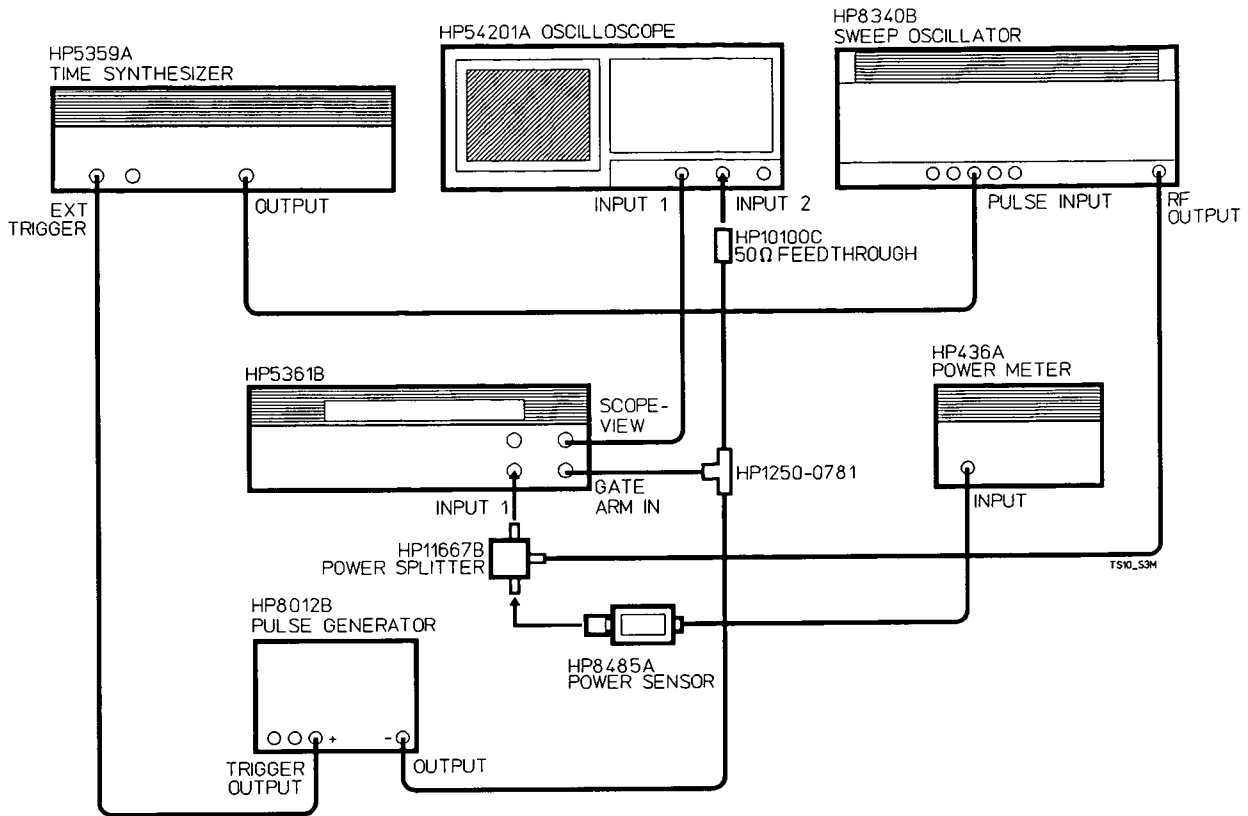 HP54201A OSCILLOSCOPE
HP8340B
SWEEP OSCILLATOR
HP5359A
TIME SYNTHESIZER
EXT
TRIGGER
OUTPUT
INPUT 1
INPUT 2
PULSE INPUT
RF
OUTPUT
HP10100C
50Ω FEEDTHROUGH
HP5361B
SCOPE-
VIEW
HP436A
POWER METER
HP1250-0781
INPUT 1
GATE
ARM IN
INPUT
HP11667B
POWER SPLITTER
TS10_S3M
HP8012B
PULSE GENERATOR
HP8485A
POWER SENSOR
+
-
TRIGGER
OUTPUT
OUTPUT